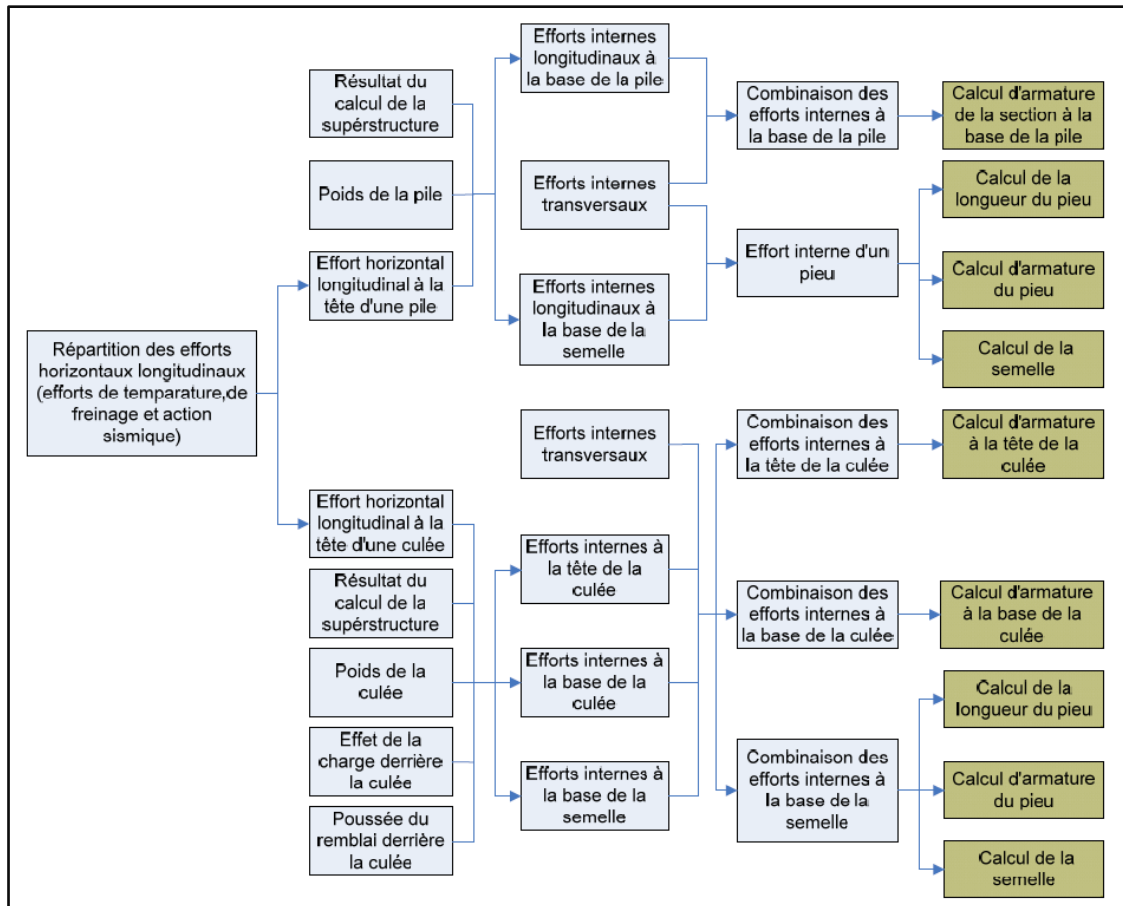 Répartition des efforts
horizontaux longitudinaux
(efforts de temparature,de
freinage et action
sismique)
Résultat du
calcul de la
supérstructure
Poids de la pile
Effort horizontal
longitudinal à la
tête d'une pile
Effort horizontal
longitudinal à la
tête d'une culée
Résultat du
calcul de la
supérstructure
Poids de la
culée
Effet de la
charge derrière
la culée
Poussée du
remblai derrière
la culée
Efforts internes
longitudinaux à
la base de la pile
Efforts internes
transversaux
Efforts internes
longitudinaux à
la base de la
semelle
Efforts internes
transversaux
Efforts internes à
la tête de la
culée
Efforts internes à
la base de la
culée
Efforts internes à
la base de la
semelle
Combinaison des
efforts internes à
la base de la pile
Effort interne d'un
pieu
Combinaison des
efforts internes à
la tête de la culée
Combinaison des
efforts internes à
la base de la culée
Combinaison des
efforts internes à
la base de la
semelle
Calcul d'armature
de la section à la
base de la pile
Calcul de la
longueur du pieu
Calcul d'armature
du pieu
Calcul de la
semelle
Calcul d'armature
à la tête de la
culée
Calcul d'armature
à la base de la
culée
Calcul de la
longueur du pieu
Calcul d'armature
du pieu
Calcul de la
semelle